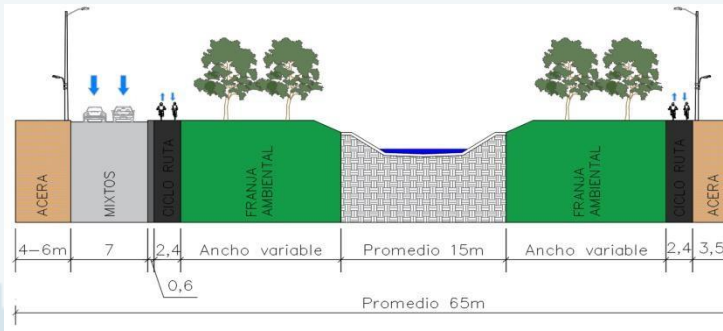 ACERA
MIXTOS
CICLO RUTA
FRANJA
AMBIENTAL
FRANJA
AMBIENTAL
CICLO RUTA
ACERA
4-6m
7
2,4
Ancho variable
Promedio 15m
Ancho variable
2,4
3,5
0,6
Promedio 65m